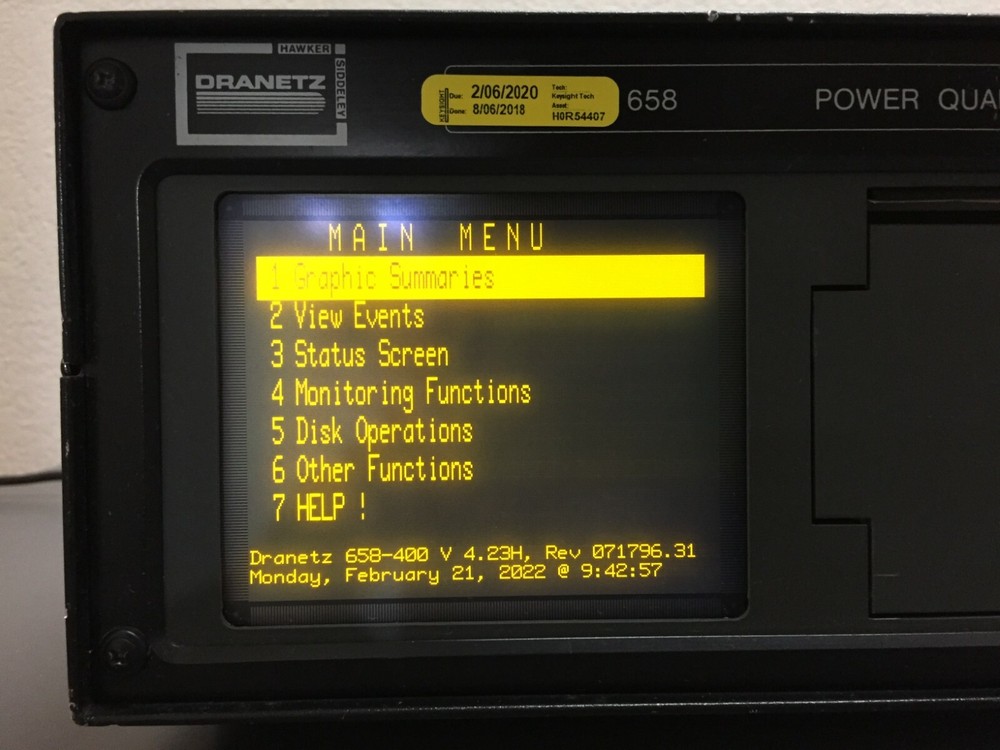 HAWKER
SIDDELEY
DRANETZ
KEYSIGHT
Due: 2/06/2020
Done: 8/06/2018
Tech:
Keysight Tech
Asset:
H0R54407
658
POWER QUA
MAIN MENU
1 Graphic Summaries
2 View Events
3 Status Screen
4 Monitoring Functions
5 Disk Operations
6 Other Functions
7 HELP !
Dranetz 658-400 V 4.23H, Rev 071796.31
Monday, February 21, 2022 @ 9:42:57